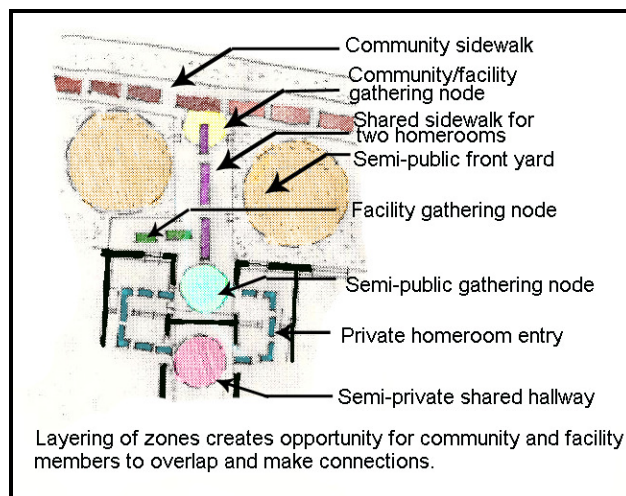 Community sidewalk
Community/facility
gathering node
Shared sidewalk for
two homerooms
Semi-public front yard
Facility gathering node
Semi-public gathering node
Private homeroom entry
Semi-private shared hallway
Layering of zones creates opportunity for community and facility
members to overlap and make connections.